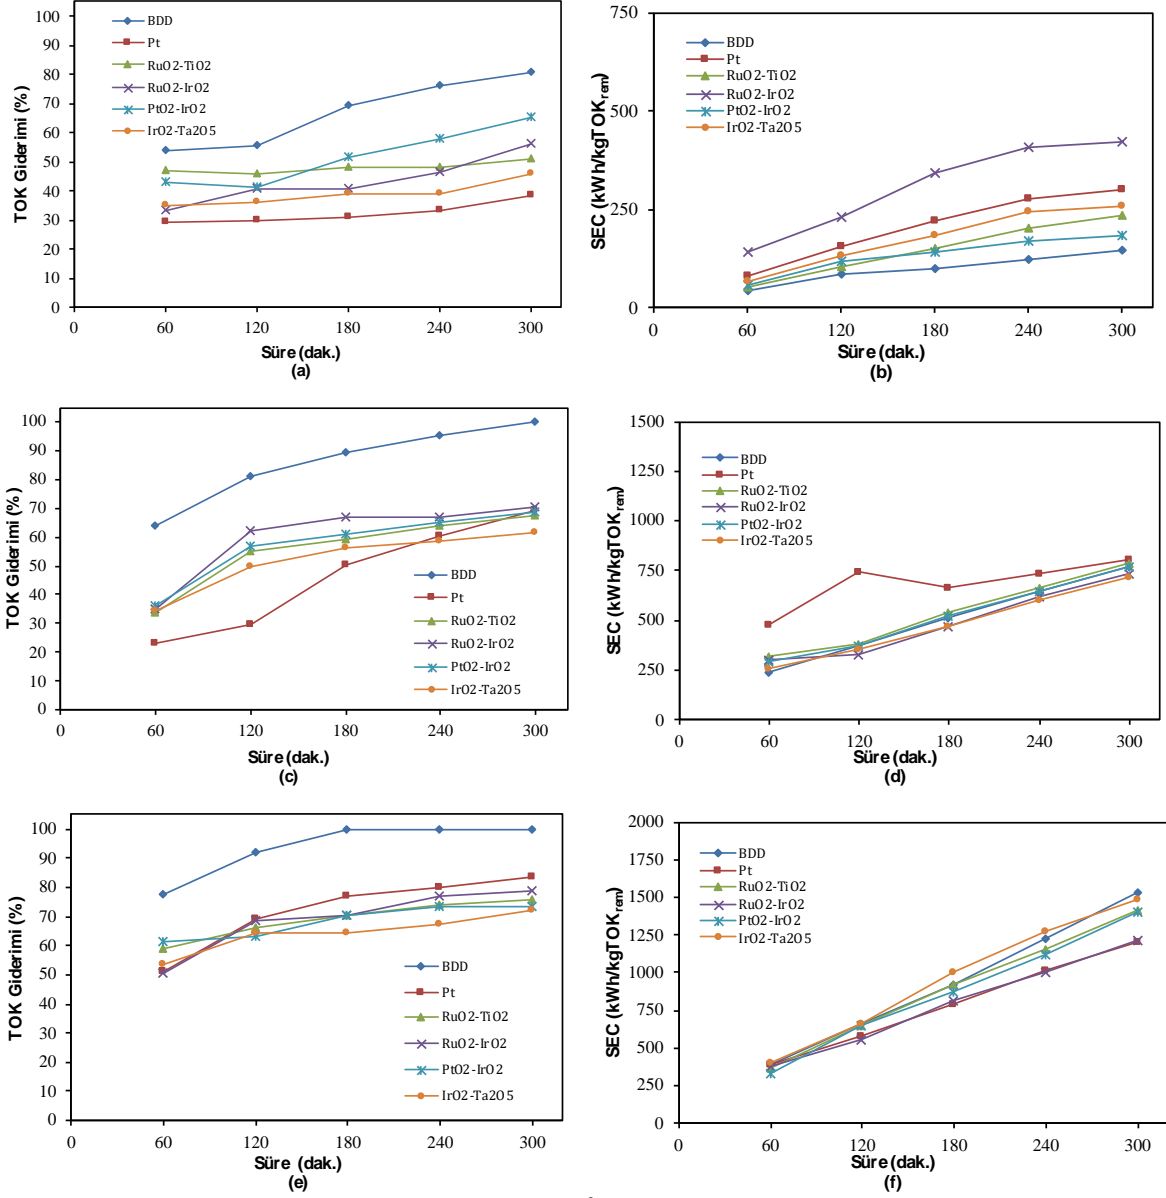 100
90
80
70
60
50
40
30
20
10
0
TOK Giderimi (%)
BDD
Pt
RuO2-TiO2
RuO2-IrO2
PtO2-IrO2
IrO2-Ta2O5
0 60 120 180 240 300
Süre (dak.)
(a)
750
500
250
0
SEC (kWh/kgTOKrem)
BDD
Pt
RuO2-TiO2
RuO2-IrO2
PtO2-IrO2
IrO2-Ta2O5
0 60 120 180 240 300
Süre (dak.)
(b)
100
90
80
70
60
50
40
30
20
10
0
TOK Giderimi (%)
BDD
Pt
RuO2-TiO2
RuO2-IrO2
PtO2-IrO2
IrO2-Ta2O5
0 60 120 180 240 300
Süre (dak.)
(c)
1500
1250
1000
750
500
250
0
SEC (kWh/kgTOKrem)
BDD
Pt
RuO2-TiO2
RuO2-IrO2
PtO2-IrO2
IrO2-Ta2O5
0 60 120 180 240 300
Süre (dak.)
(d)
100
90
80
70
60
50
40
30
20
10
0
TOK Giderimi (%)
BDD
Pt
RuO2-TiO2
RuO2-IrO2
PtO2-IrO2
IrO2-Ta2O5
0 60 120 180 240 300
Süre (dak.)
(e)
2000
1750
1500
1250
1000
750
500
250
0
SEC (kWh/kgTOKrem)
BDD
Pt
RuO2-TiO2
RuO2-IrO2
PtO2-IrO2
IrO2-Ta2O5
0 60 120 180 240 300
Süre (dak.)
(f)